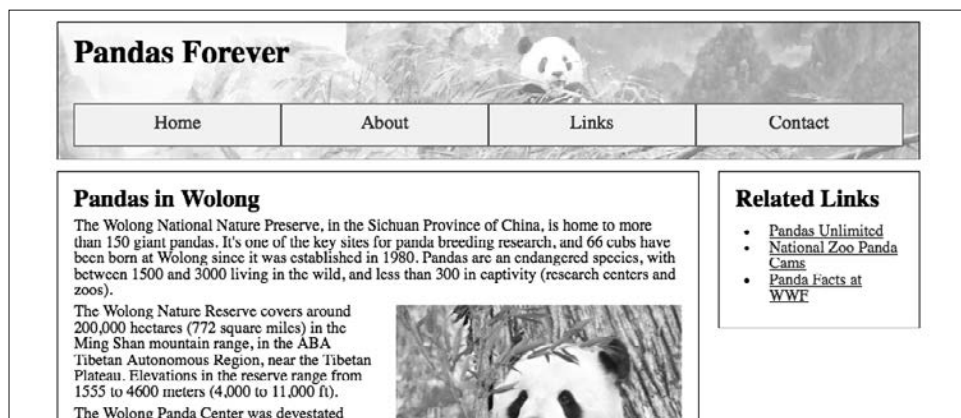 Pandas Forever
Home
About
Links
Contact
Pandas in Wolong
The Wolong National Nature Preserve, in the Sichuan Province of China, is home to more
than 150 giant pandas. It's one of the key sites for panda breeding research, and 66 cubs have
been born at Wolong since it was established in 1980. Pandas are an endangered species, with
between 1500 and 3000 living in the wild, and less than 300 in captivity (research centers and
zoos).
The Wolong Nature Reserve covers around
200,000 hectares (772 square miles) in the
Ming Shan mountain range, in the ABA
Tibetan Autonomous Region, near the Tibetan
Plateau. Elevations in the reserve range from
1555 to 4600 meters (4,000 to 11,000 ft).
The Wolong Panda Center was devestated
Related Links
• Pandas Unlimited
• National Zoo Panda
Cams
• Panda Facts at
WWF